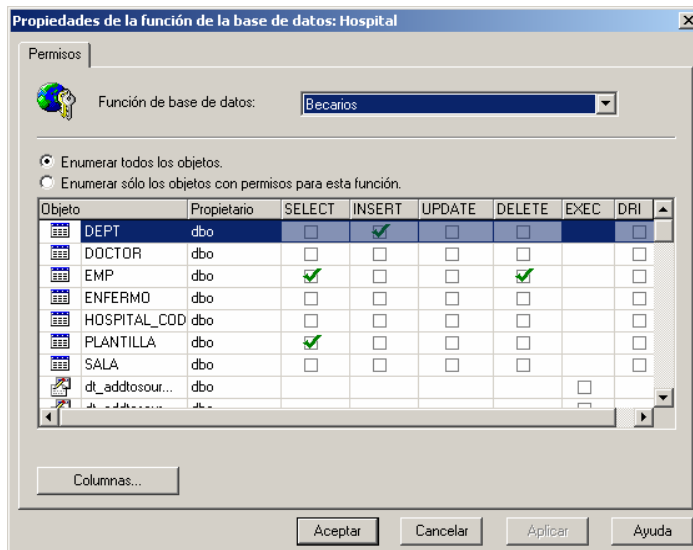 Propiedades de la función de la base de datos: Hospital
Permisos
Función de base de datos: Becarios
Enumerar todos los objetos.
Enumerar sólo los objetos con permisos para esta función.
Objeto Propietario SELECT INSERT UPDATE DELETE EXEC DRI
DEPT dbo
DOCTOR dbo
EMP dbo
ENFERMO dbo
HOSPITAL_COD dbo
PLANTILLA dbo
SALA dbo
dt_addtosour... dbo
Columnas...
Aceptar Cancelar Aplicar Ayuda